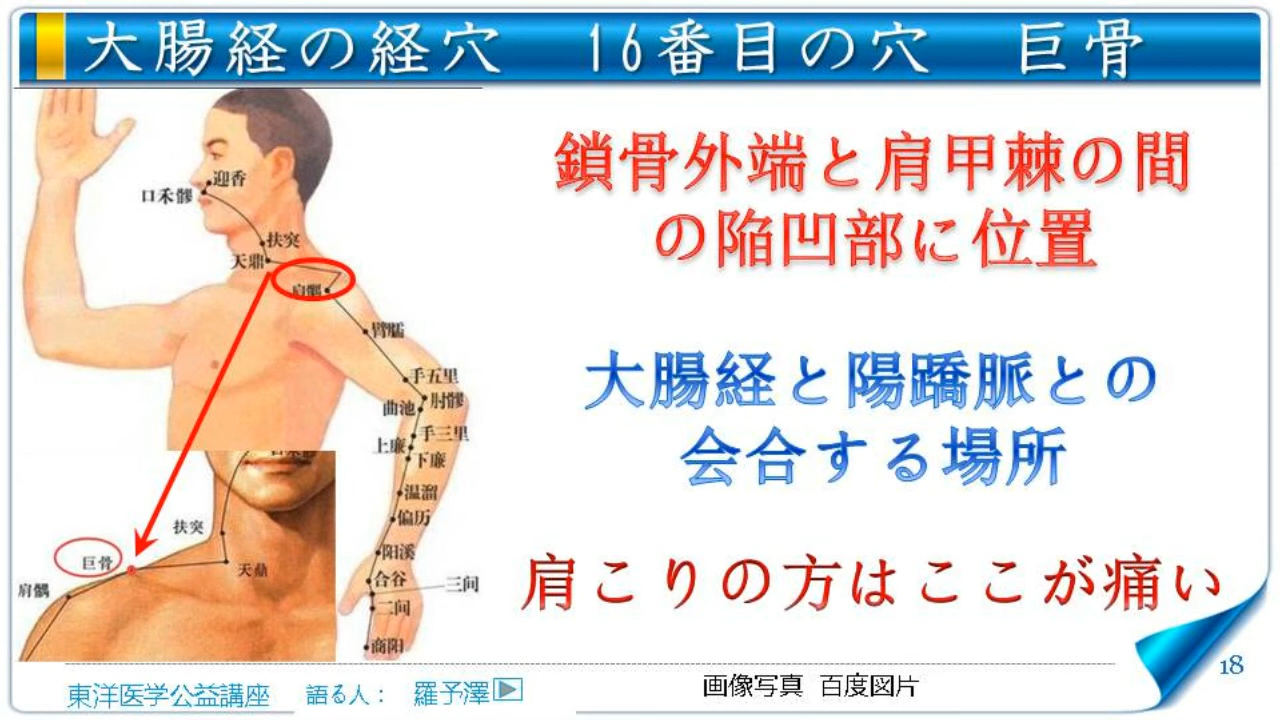 大腸経の経穴　16番目の穴　巨骨
鎖骨外端と肩甲棘の間
の陥凹部に位置
大腸経と陽蹻脈との
会合する場所
肩こりの方はここが痛い
迎香
口禾髎
扶突
天鼎
肩髃
臂臑
手五里
肘髎
曲池
手三里
上廉
下廉
温溜
偏历
阳溪
合谷
三间
二间
商阳
扶突
巨骨
天鼎
肩髃
東洋医学公益講座　語る人：　羅予澤
画像写真　百度図片
18